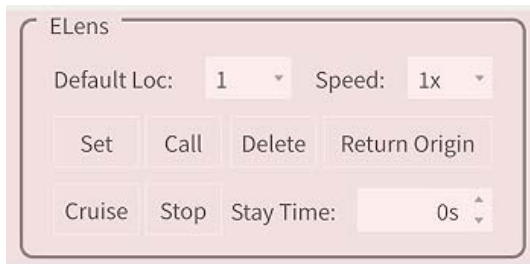 ELens
Default Loc: 1 Speed: 1x
Set Call Delete Return Origin
Cruise Stop Stay Time: 0s